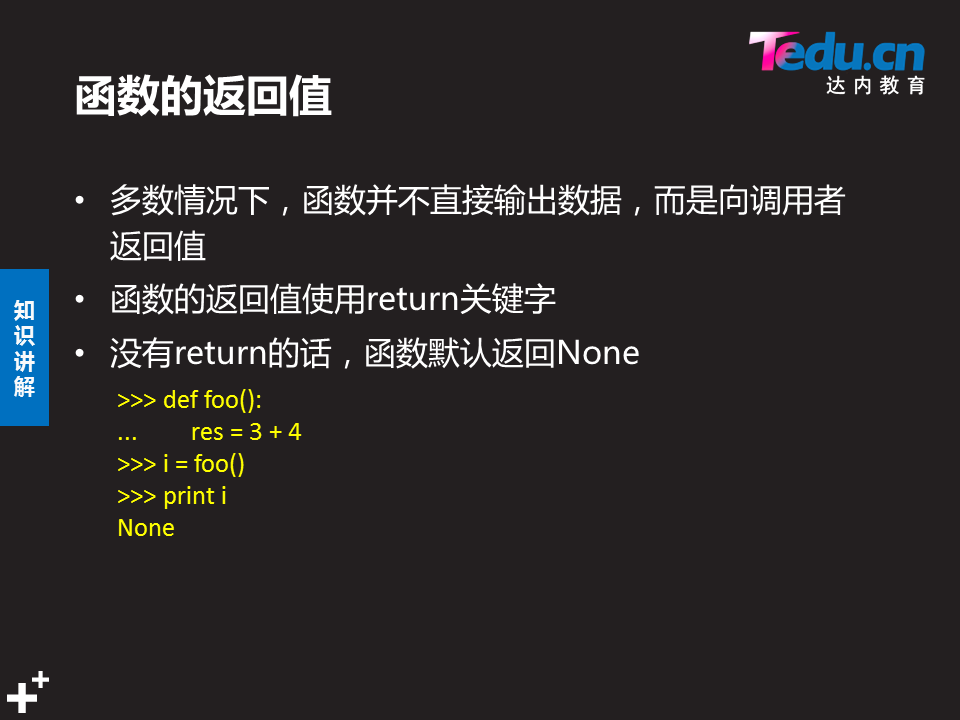 Tedu.cn
达内教育
函数的返回值
• 多数情况下，函数并不直接输出数据，而是向调用者
返回值
• 函数的返回值使用return关键字
• 没有return的话，函数默认返回None
>>> def foo():
... res = 3 + 4
>>> i = foo()
>>> print i
None
知识讲解